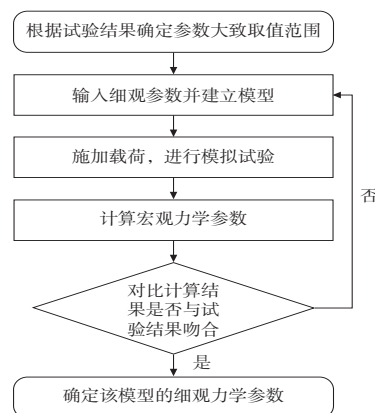 根据试验结果确定参数大致取值范围
输入细观参数并建立模型
施加载荷，进行模拟试验
否
计算宏观力学参数
对比计算结
果是否与试
验结果吻合
是
确定该模型的细观力学参数